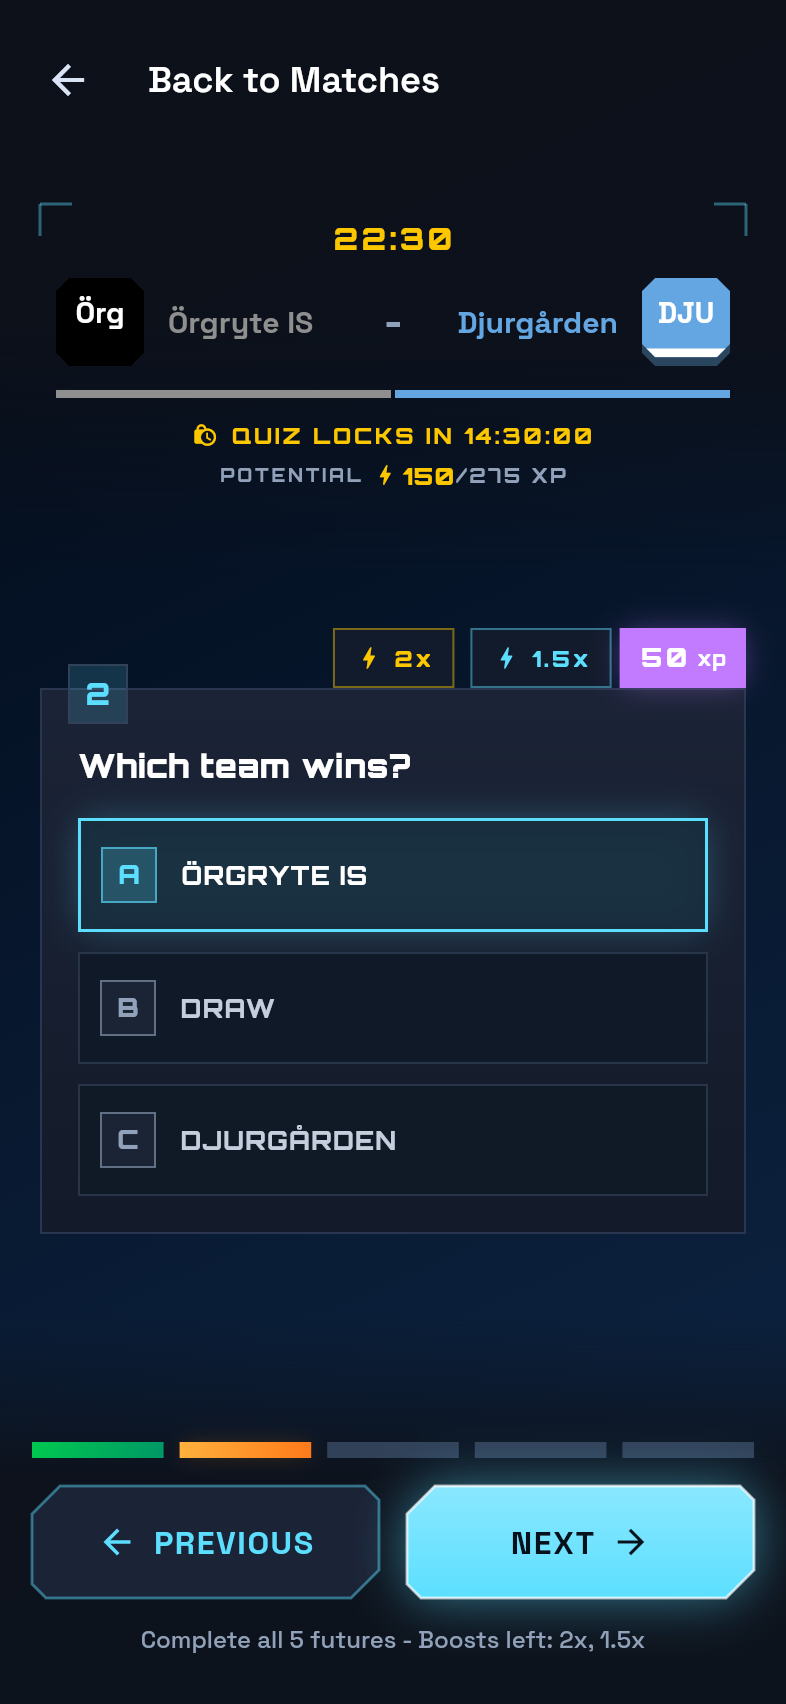 Back to Matches
22:30
Örg Örgryte IS - Djurgården DJU
QUIZ LOCKS IN 14:30:00
POTENTIAL 150/275 XP
2x 1.5x 50 xp
2
Which team wins?
A ÖRGRYTE IS
B DRAW
C DJURGÅRDEN
← PREVIOUS NEXT →
Complete all 5 futures - Boosts left: 2x, 1.5x